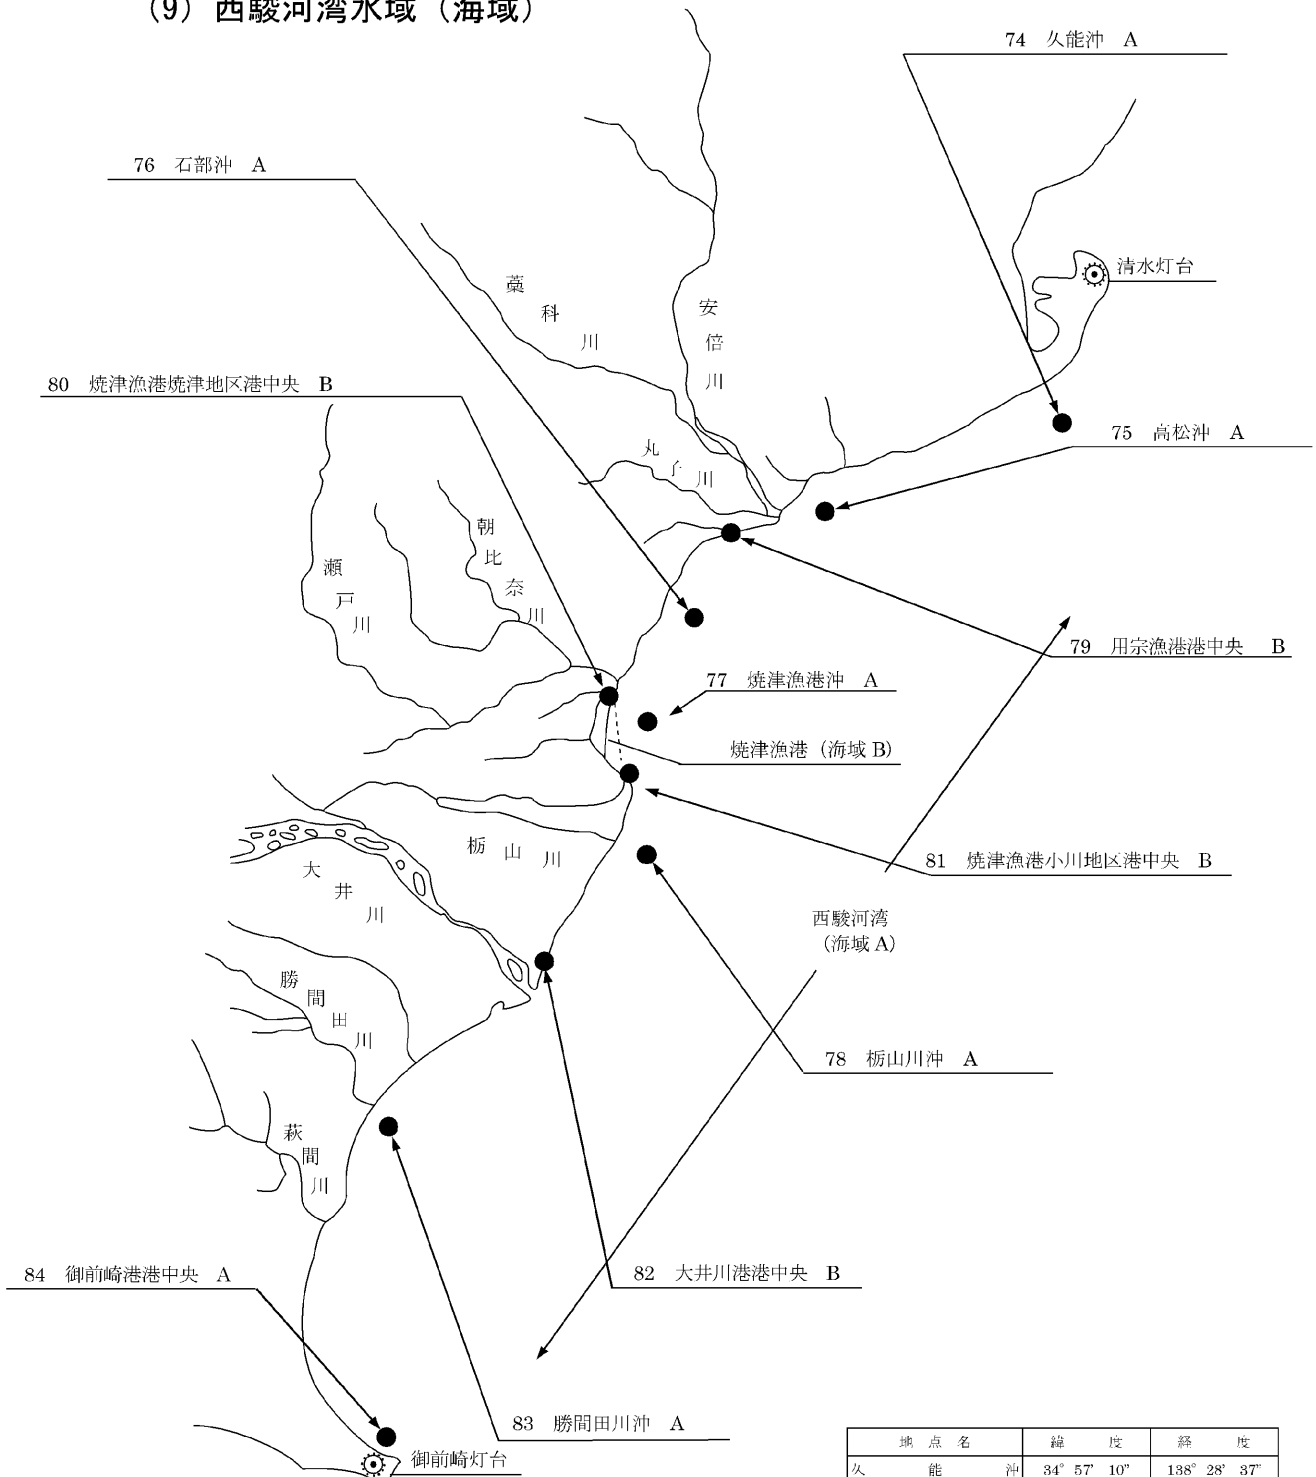 (9) 西駿河湾水域（海域）
74 久能沖 A
76 石部沖 A
清水灯台
藁科川
安倍川
80 焼津漁港焼津地区港中央 B
75 高松沖 A
丸子川
朝比奈川
瀬戸川
79 用宗漁港港中央 B
77 焼津漁港沖 A
焼津漁港（海域 B）
栃山川
81 焼津漁港小川地区港中央 B
大井川
西駿河湾
（海域 A）
勝間田川
78 栃山川沖 A
萩間川
84 御前崎港港中央 A
82 大井川港港中央 B
83 勝間田川沖 A
御前崎灯台
地点名 緯度 経度
久能沖 34° 57’ 10” 138° 28’ 37”